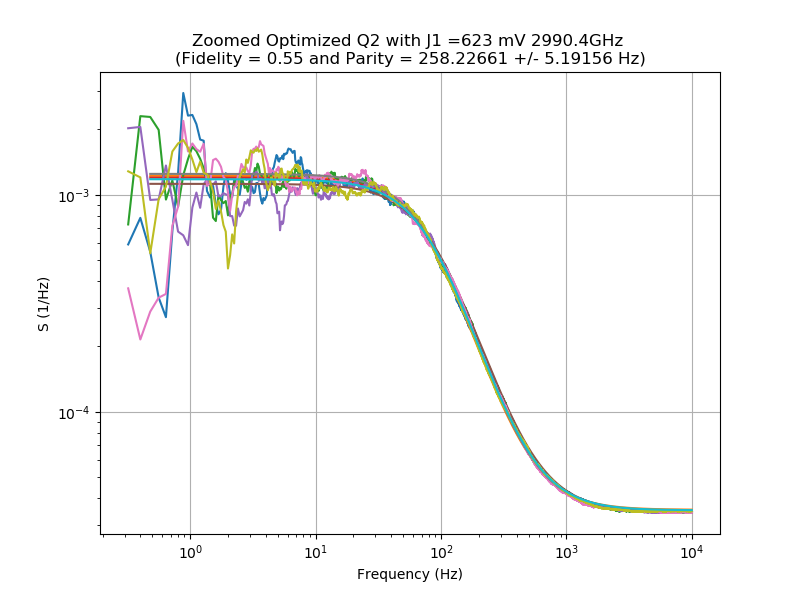 Zoomed Optimized Q2 with J1 =623 mV 2990.4GHz
(Fidelity = 0.55 and Parity = 258.22661 +/- 5.19156 Hz)
S (1/Hz)
10⁻³
10⁻⁴
10⁰ 10¹ 10² 10³ 10⁴
Frequency (Hz)